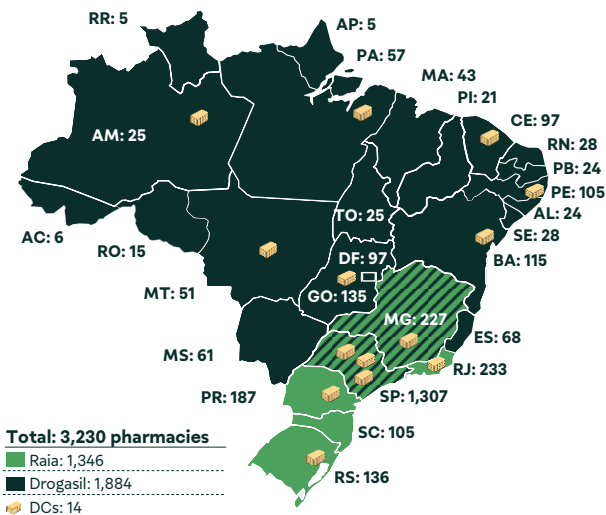 RR: 5
AP: 5
PA: 57
MA: 43
PI: 21
CE: 97
RN: 28
PB: 24
PE: 105
AL: 24
SE: 28
BA: 115
AM: 25
TO: 25
AC: 6
RO: 15
DF: 97
GO: 135
MT: 51
MG: 227
ES: 68
MS: 61
RJ: 233
PR: 187
SP: 1,307
SC: 105
RS: 136
Total: 3,230 pharmacies
Raia: 1,346
Drogasil: 1,884
DCs: 14